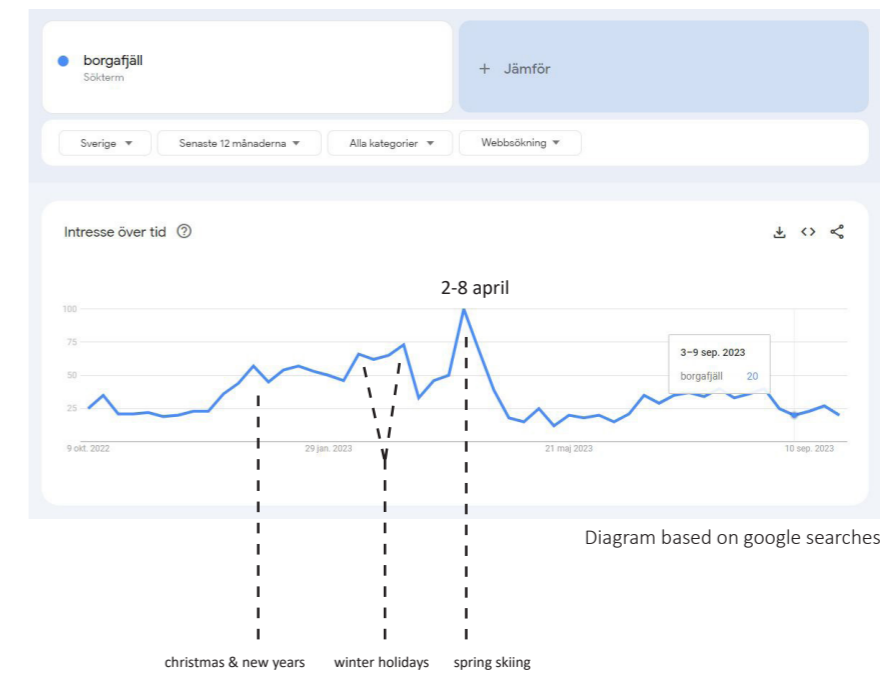 borgafjäll
Sökterm
+ Jämför
Sverige
Senaste 12 månaderna
Alla kategorier
Webbsökning
Intresse över tid
2-8 april
100
75
50
25
3–9 sep. 2023
borgafjäll 20
9 okt. 2022
29 jan. 2023
21 maj 2023
10 sep. 2023
Diagram based on google searches
christmas & new years
winter holidays
spring skiing